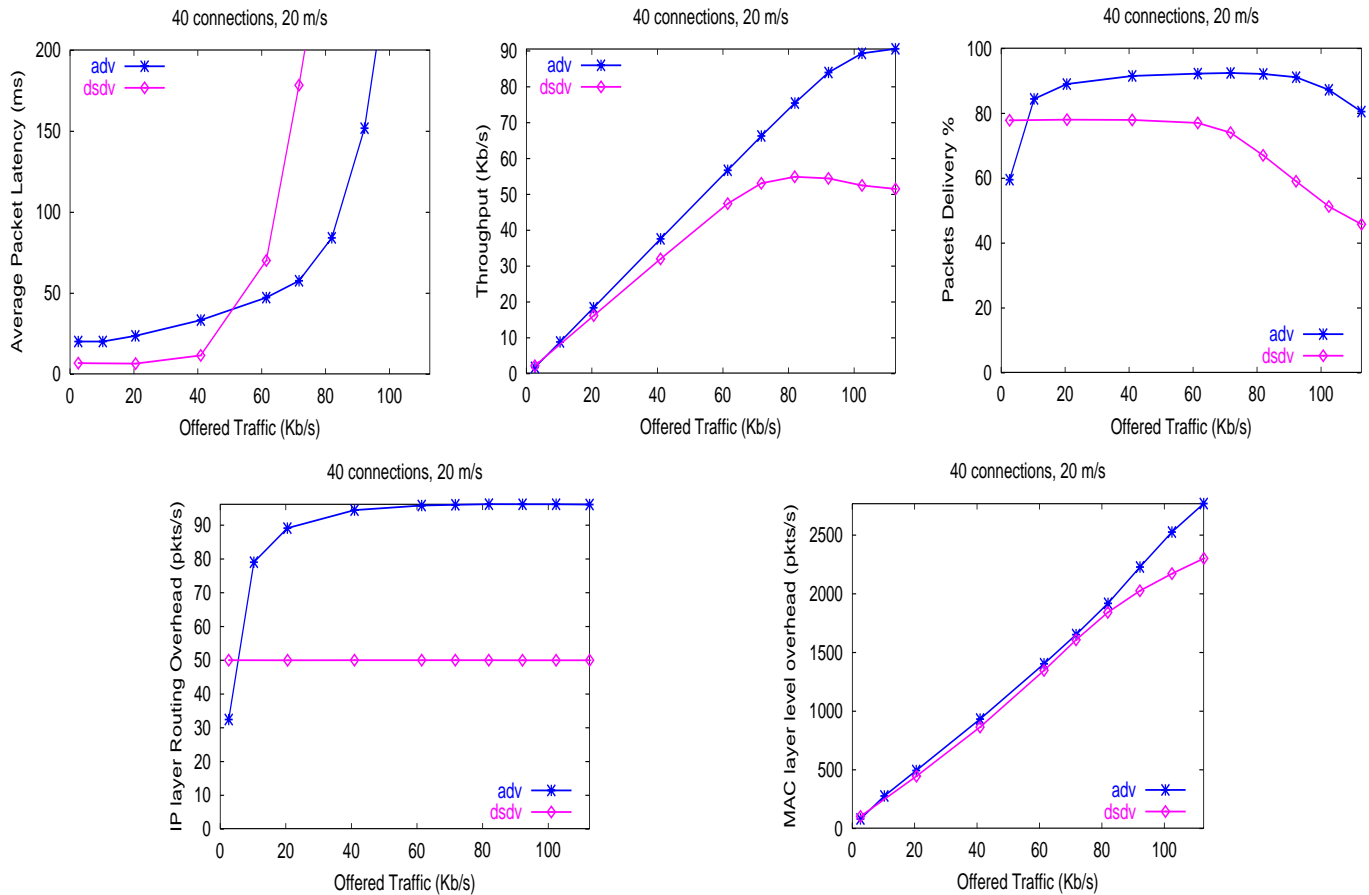 40 connections, 20 m/s
Average Packet Latency (ms)
200
150
100
50
0
adv
dsdv
0 20 40 60 80 100
Offered Traffic (Kb/s)
40 connections, 20 m/s
Throughput (Kb/s)
90
80
70
60
50
40
30
20
10
0
adv
dsdv
0 20 40 60 80 100
Offered Traffic (Kb/s)
40 connections, 20 m/s
Packets Delivery %
100
80
60
40
20
0
adv
dsdv
0 20 40 60 80 100
Offered Traffic (Kb/s)
40 connections, 20 m/s
IP layer Routing Overhead (pkts/s)
90
80
70
60
50
40
30
20
10
0
adv
dsdv
0 20 40 60 80 100
Offered Traffic (Kb/s)
40 connections, 20 m/s
MAC layer level overhead (pkts/s)
2500
2000
1500
1000
500
0
adv
dsdv
0 20 40 60 80 100
Offered Traffic (Kb/s)